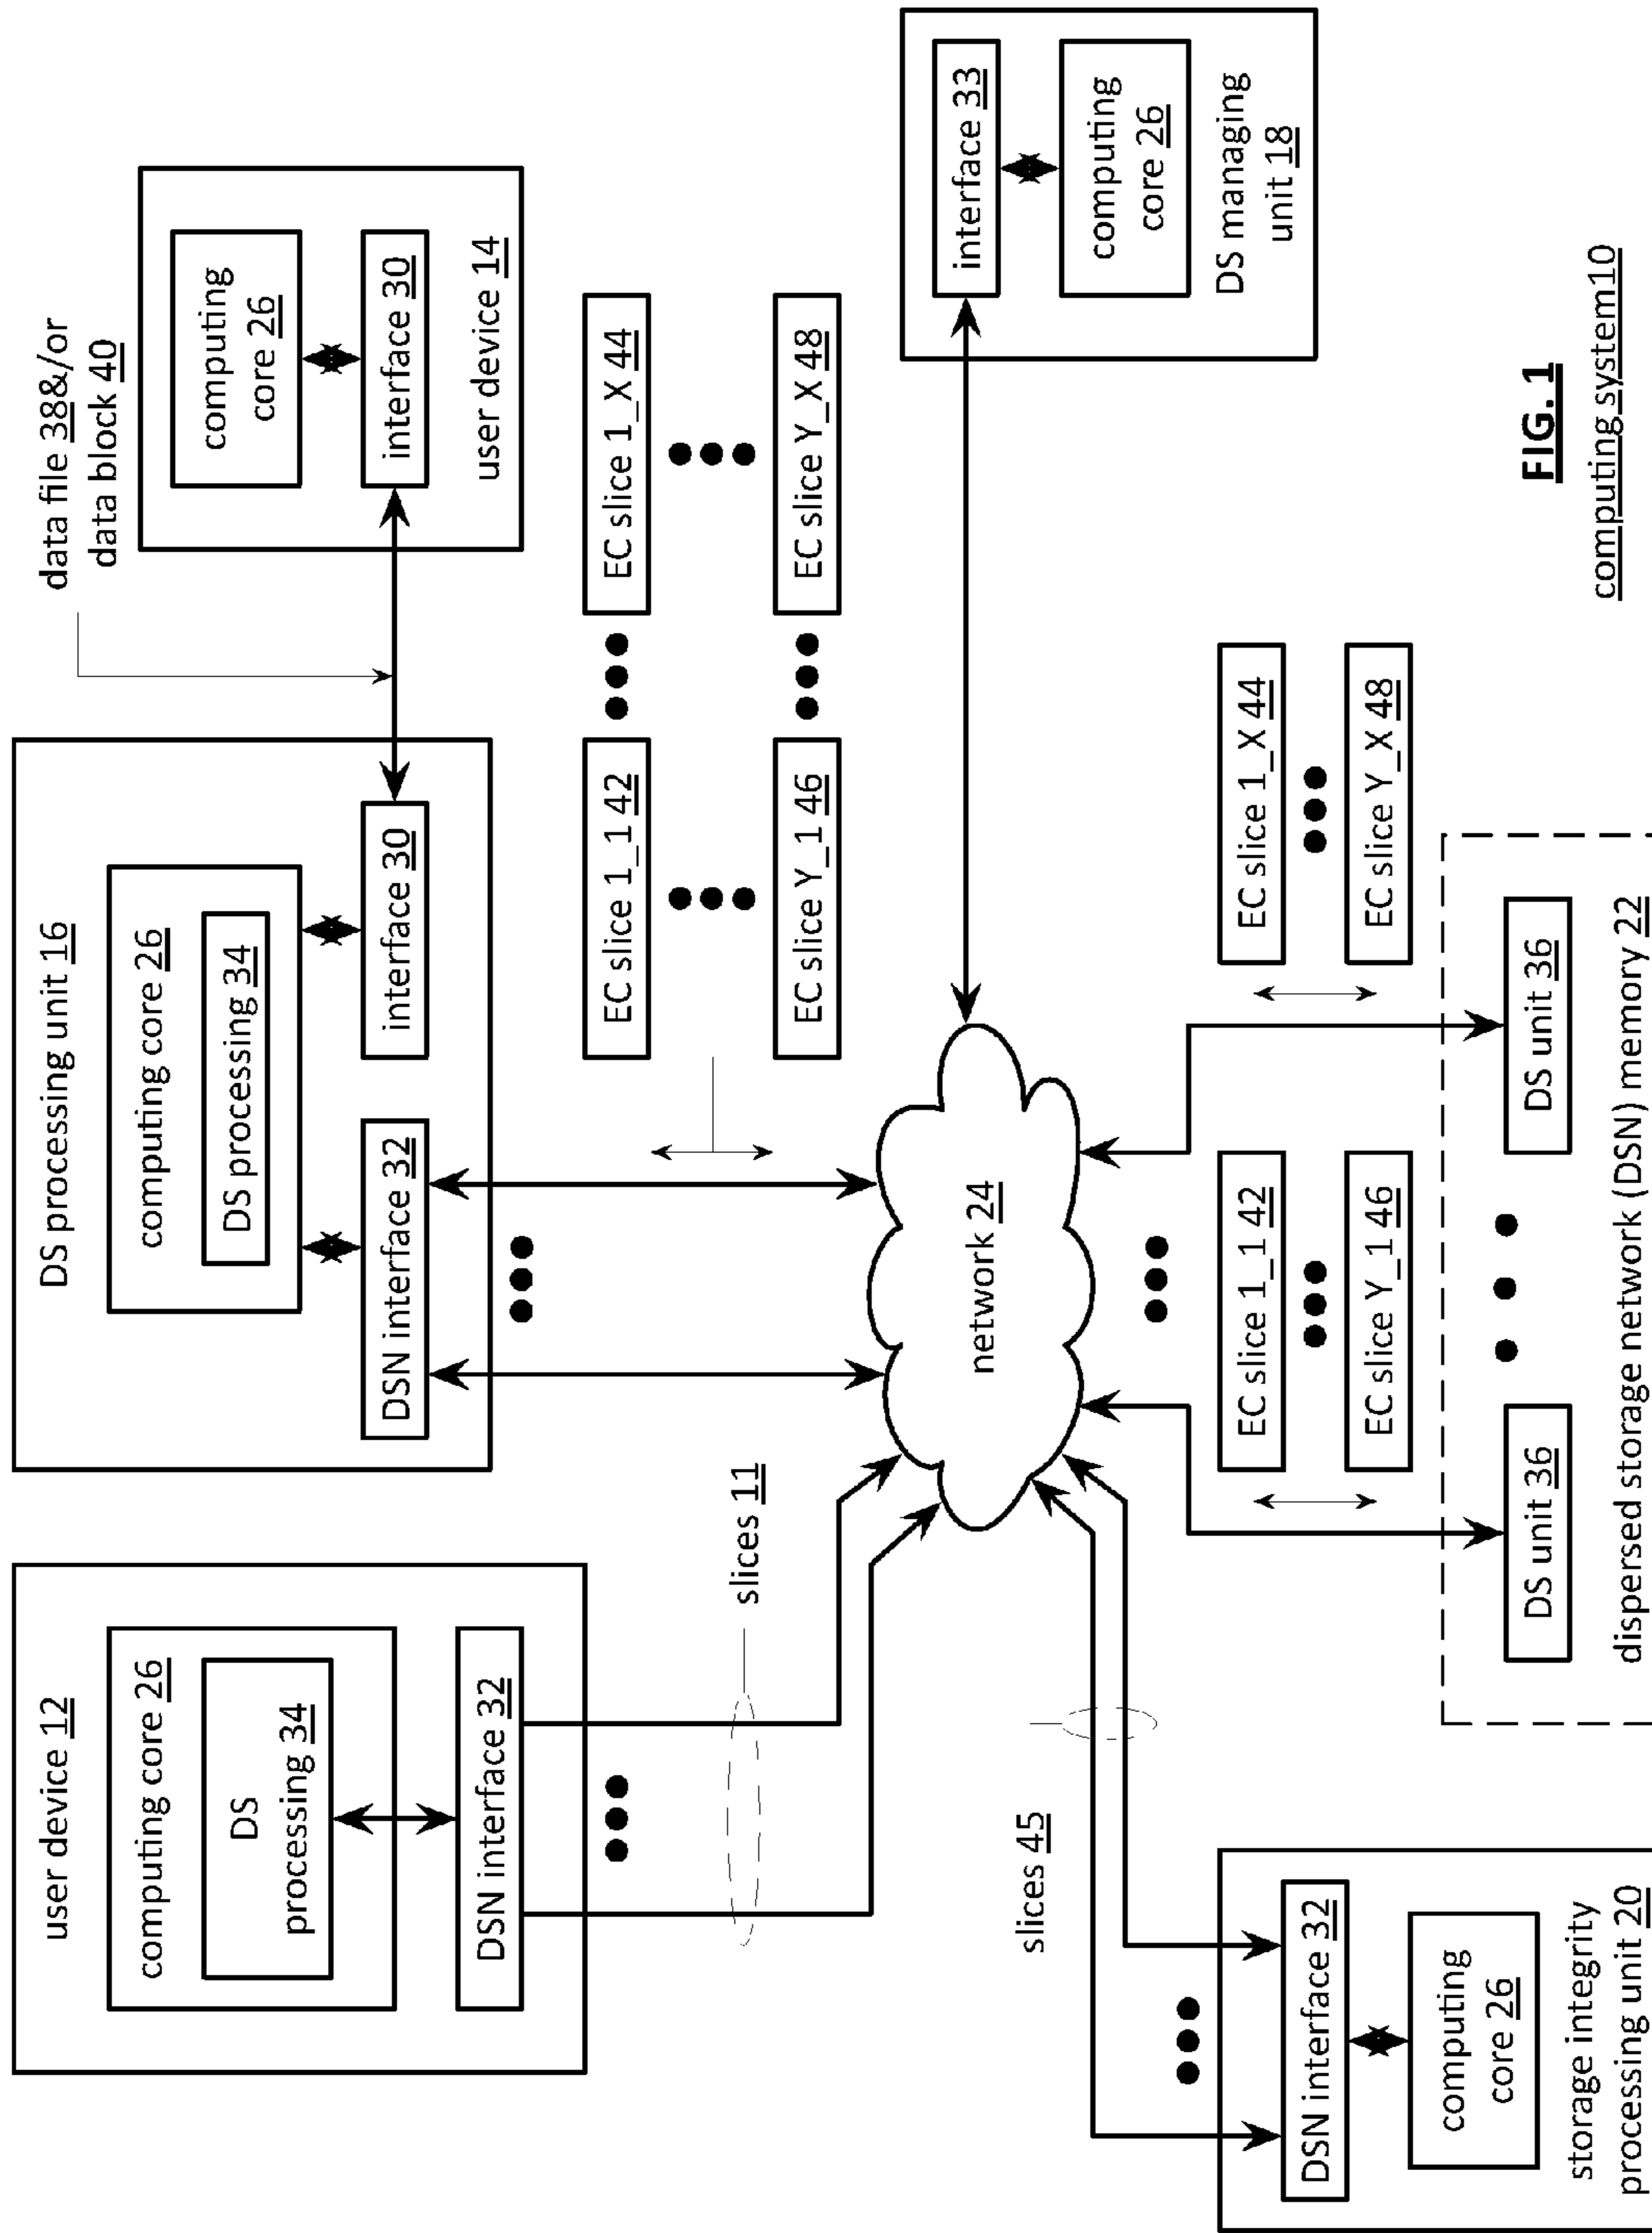 user device 12
computing core 26
DS
processing 34
DSN interface 32
slices 11
DS processing unit 16
computing core 26
DS processing 34
DSN interface 32
interface 30
data file 38&/or
data block 40
computing
core 26
interface 30
user device 14
EC slice 1_1 42
EC slice 1_X 44
EC slice Y_1 46
EC slice Y_X 48
network 24
interface 33
computing
core 26
DS managing
unit 18
slices 45
DSN interface 32
computing
core 26
storage integrity
processing unit 20
EC slice 1_1 42
EC slice Y_1 46
EC slice 1_X 44
EC slice Y_X 48
DS unit 36
DS unit 36
dispersed storage network (DSN) memory 22
FIG. 1
computing system10